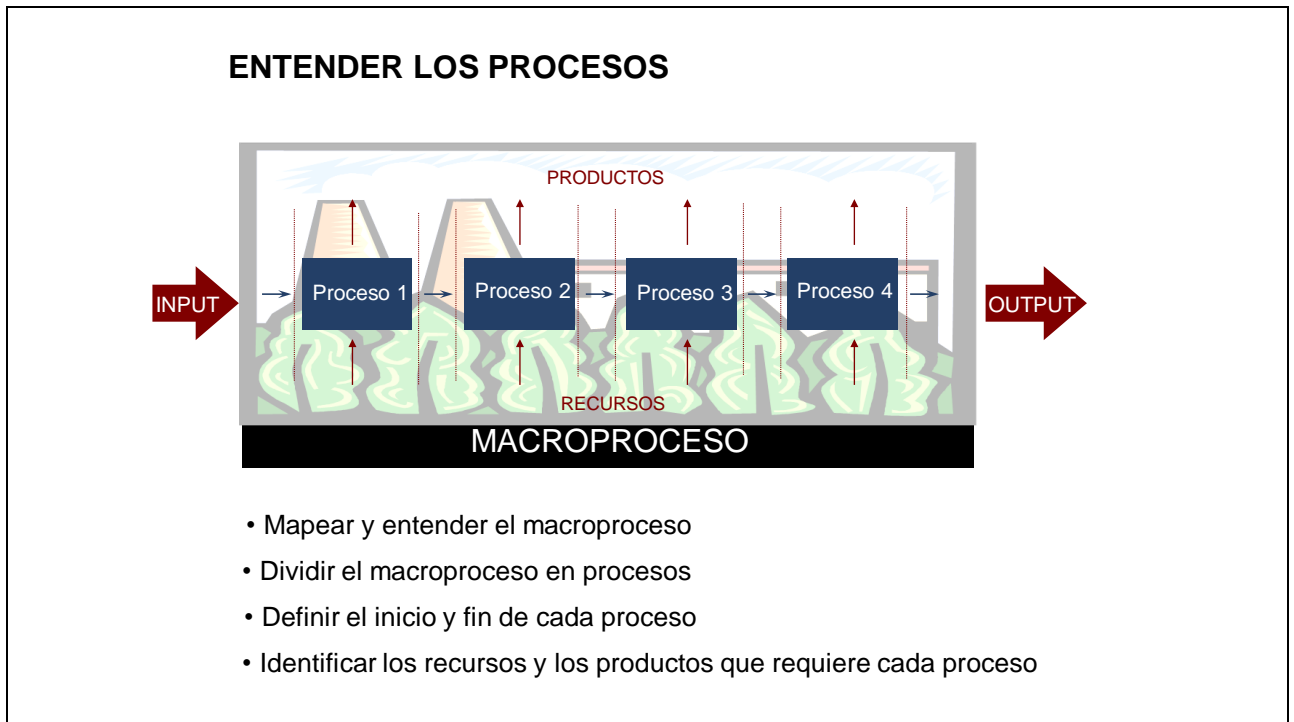 ENTENDER LOS PROCESOS
PRODUCTOS
INPUT
Proceso 1
Proceso 2
Proceso 3
Proceso 4
OUTPUT
RECURSOS
MACROPROCESO
• Mapear y entender el macroproceso
• Dividir el macroproceso en procesos
• Definir el inicio y fin de cada proceso
• Identificar los recursos y los productos que requiere cada proceso